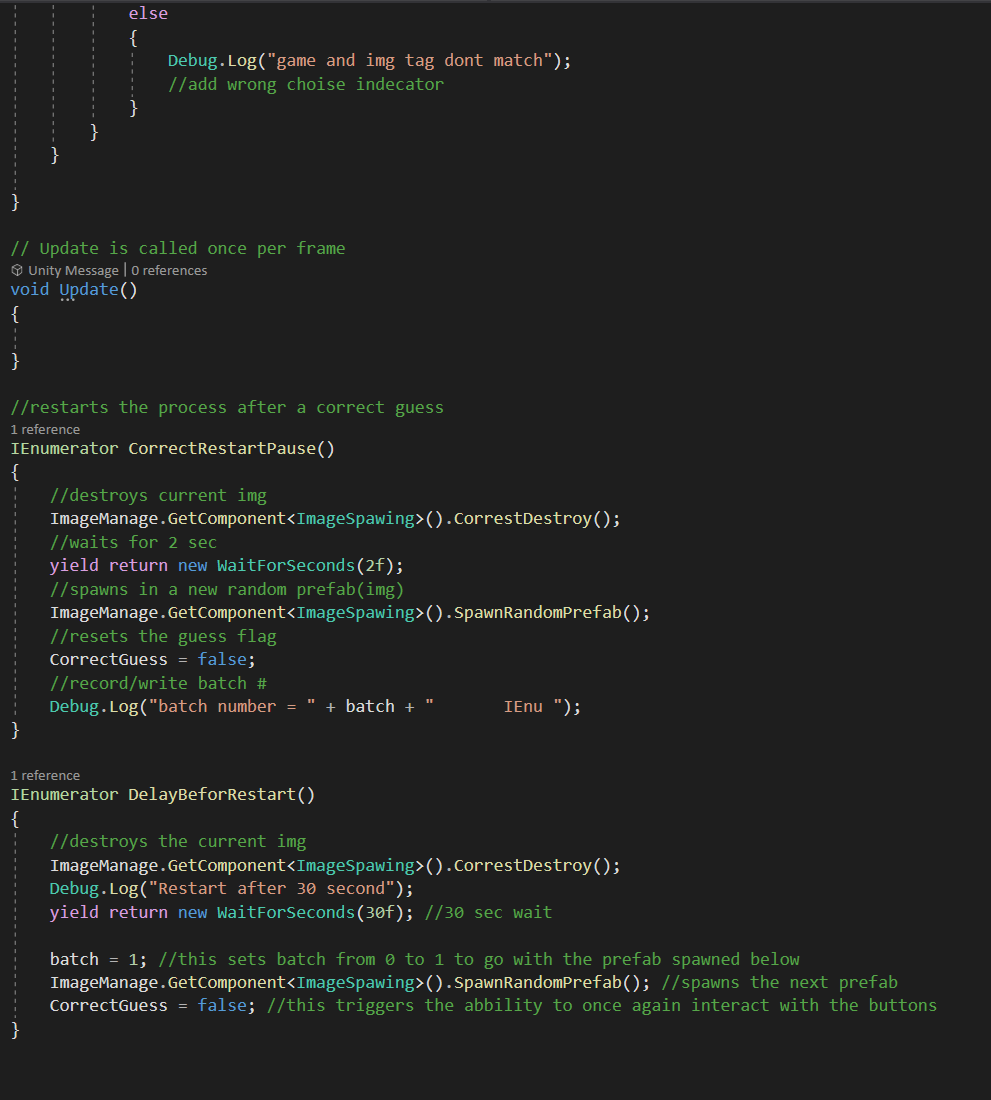 else
{
Debug.Log("game and img tag dont match");
//add wrong choise indecator
}
}
}
}
// Update is called once per frame
Unity Message | 0 references
void Update()
{
}
//restarts the process after a correct guess
1 reference
IEnumerator CorrectRestartPause()
{
//destroys current img
ImageManage.GetComponent<ImageSpawing>().CorrestDestroy();
//waits for 2 sec
yield return new WaitForSeconds(2f);
//spawns in a new random prefab(img)
ImageManage.GetComponent<ImageSpawing>().SpawnRandomPrefab();
//resets the guess flag
CorrectGuess = false;
//record/write batch #
Debug.Log("batch number = " + batch + "       IEnu ");
}
1 reference
IEnumerator DelayBeforRestart()
{
//destroys the current img
ImageManage.GetComponent<ImageSpawing>().CorrestDestroy();
Debug.Log("Restart after 30 second");
yield return new WaitForSeconds(30f); //30 sec wait
batch = 1; //this sets batch from 0 to 1 to go with the prefab spawned below
ImageManage.GetComponent<ImageSpawing>().SpawnRandomPrefab(); //spawns the next prefab
CorrectGuess = false; //this triggers the abbility to once again interact with the buttons
}